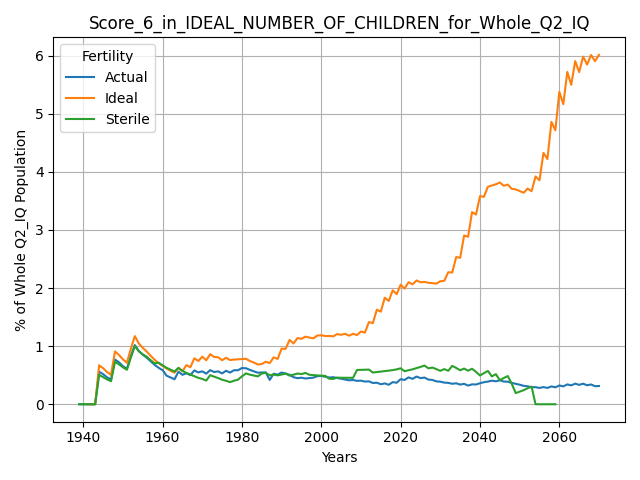 Score_6_in_IDEAL_NUMBER_OF_CHILDREN_for_Whole_Q2_IQ
Fertility
Actual
Ideal
Sterile
% of Whole Q2_IQ Population
6
5
4
3
2
1
0
1940 1960 1980 2000 2020 2040 2060
Years